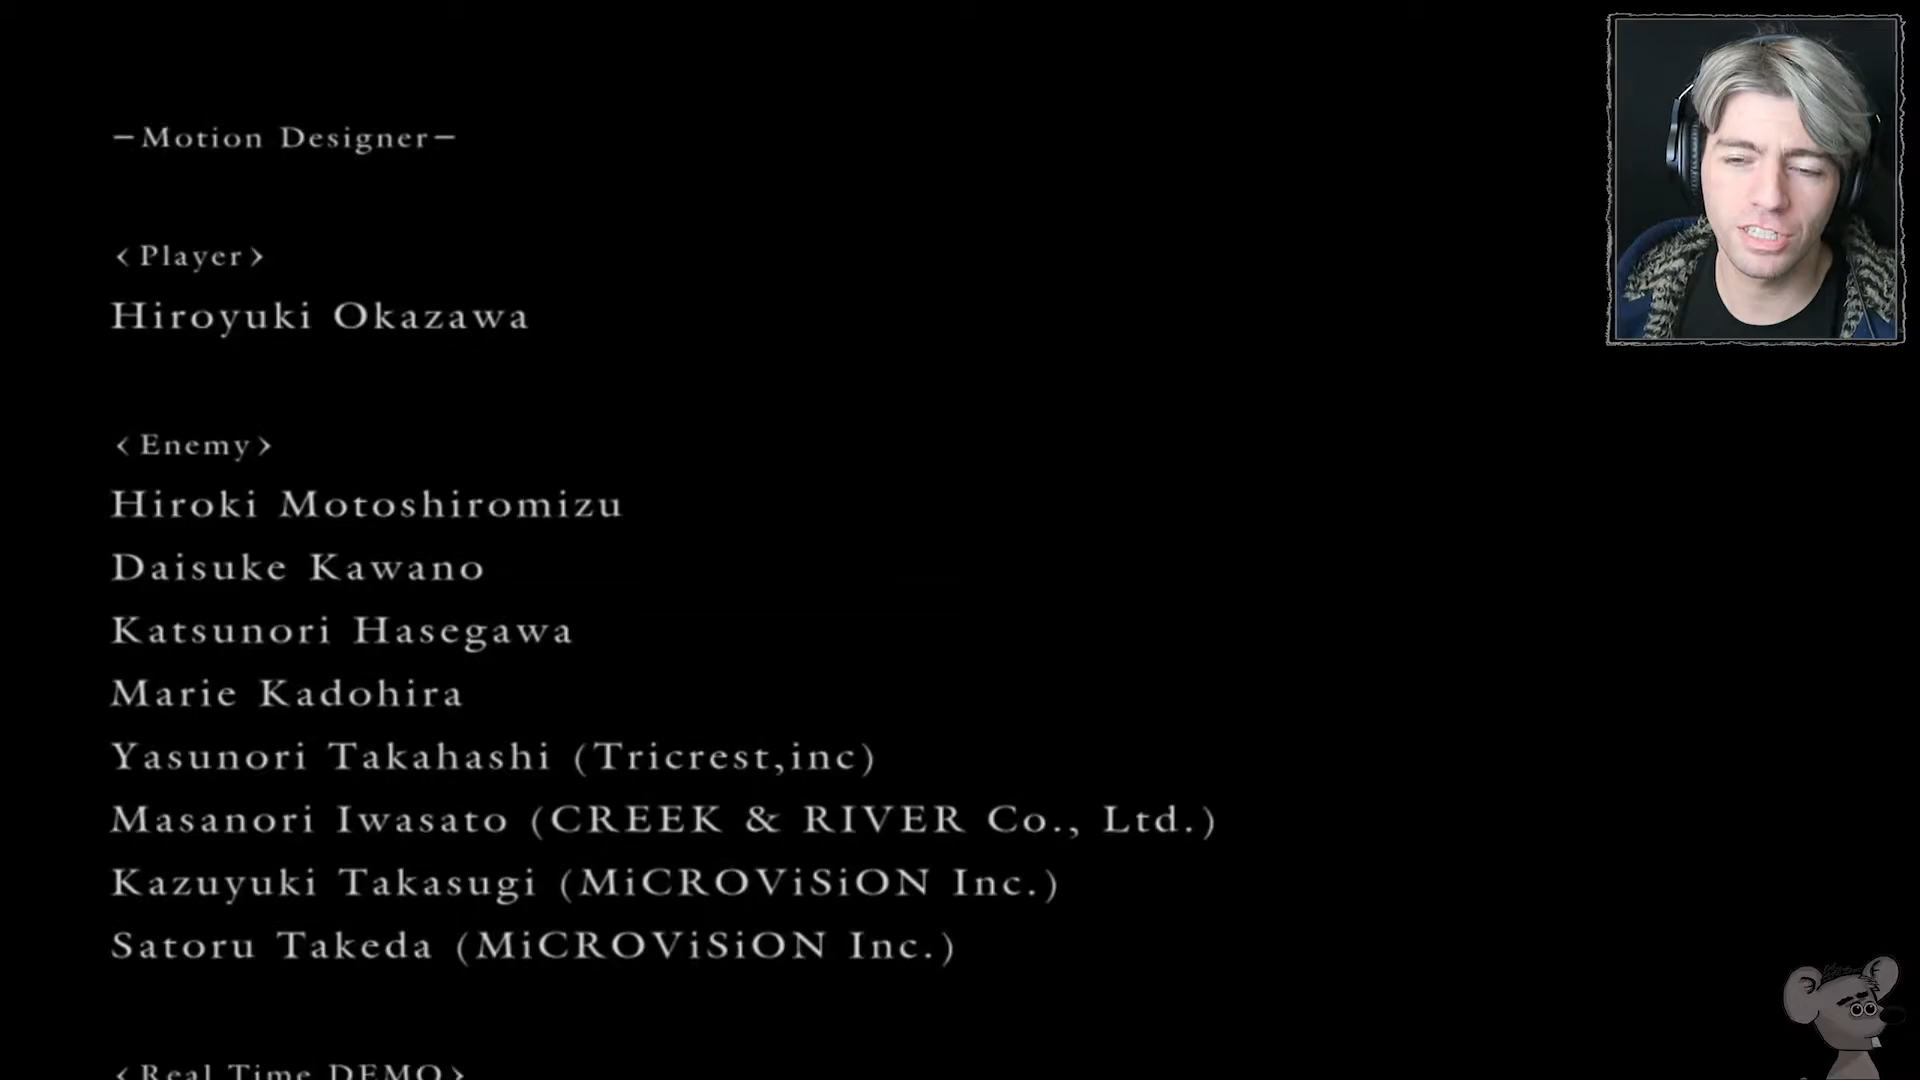 －Motion Designer－
＜Player＞
Hiroyuki Okazawa
＜Enemy＞
Hiroki Motoshiromizu
Daisuke Kawano
Katsunori Hasegawa
Marie Kadohira
Yasunori Takahashi (Tricrest,inc)
Masanori Iwasato (CREEK & RIVER Co., Ltd.)
Kazuyuki Takasugi (MiCROViSiON Inc.)
Satoru Takeda (MiCROViSiON Inc.)
＜Real Time DEMO＞